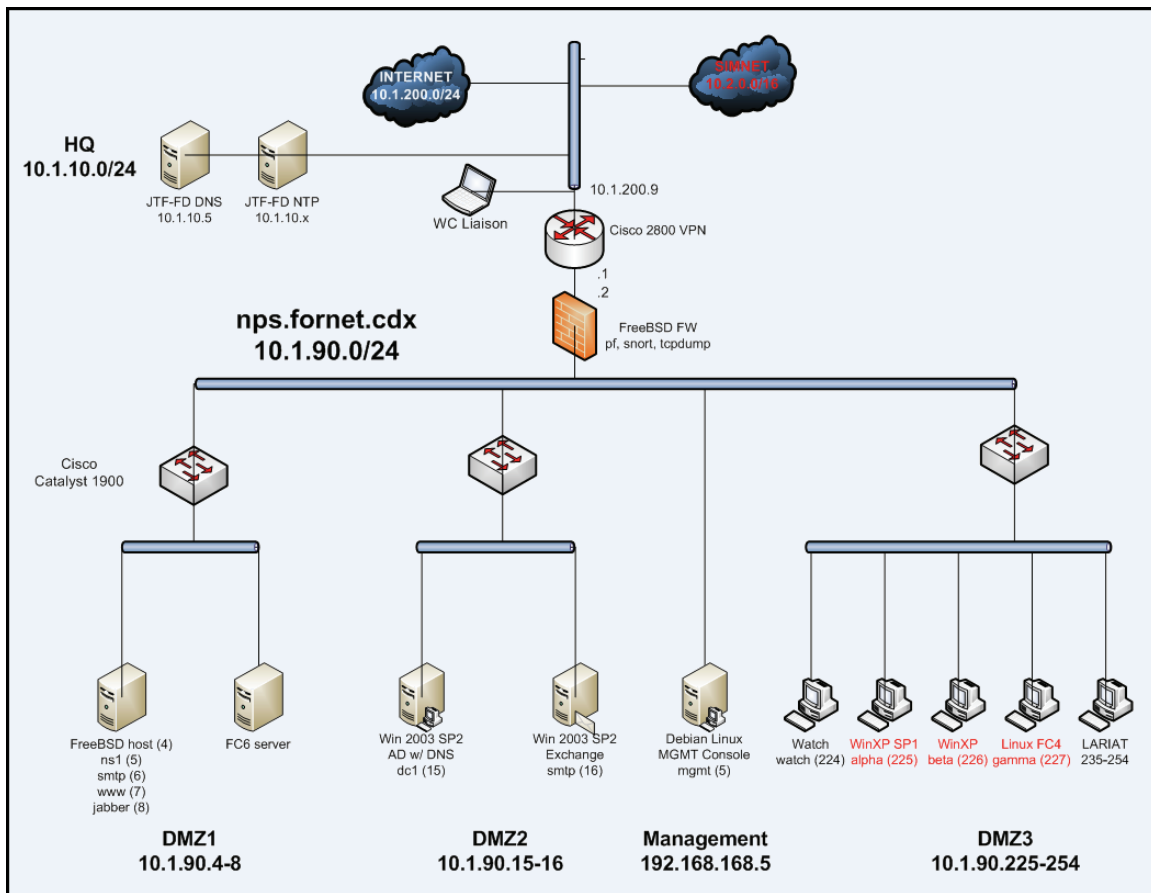 INTERNET
10.1.200.0/24
SIMNET
10.2.0.0/16
HQ
10.1.10.0/24
JTF-FD DNS
10.1.10.5
JTF-FD NTP
10.1.10.x
WC Liaison
10.1.200.9
Cisco 2800 VPN
.1
.2
FreeBSD FW
pf, snort, tcpdump
nps.fornet.cdx
10.1.90.0/24
Cisco
Catalyst 1900
FreeBSD host (4)
ns1 (5)
smtp (6)
www (7)
jabber (8)
FC6 server
Win 2003 SP2
AD w/ DNS
dc1 (15)
Win 2003 SP2
Exchange
smtp (16)
Debian Linux
MGMT Console
mgmt (5)
Watch
watch (224)
WinXP SP1
alpha (225)
WinXP
beta (226)
Linux FC4
gamma (227)
LARIAT
235-254
DMZ1
10.1.90.4-8
DMZ2
10.1.90.15-16
Management
192.168.168.5
DMZ3
10.1.90.225-254